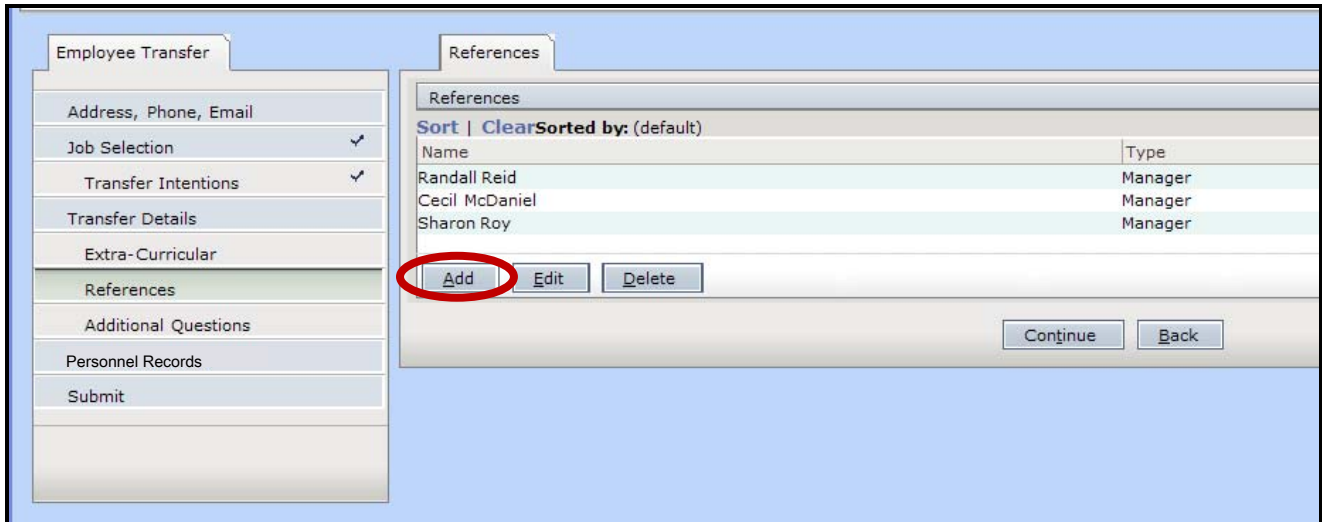 Employee Transfer
Address, Phone, Email
Job Selection
Transfer Intentions
Transfer Details
Extra-Curricular
References
Additional Questions
Personnel Records
Submit
References
References
Sort | ClearSorted by: (default)
Name Type
Randall Reid Manager
Cecil McDaniel Manager
Sharon Roy Manager
Add Edit Delete
Continue Back